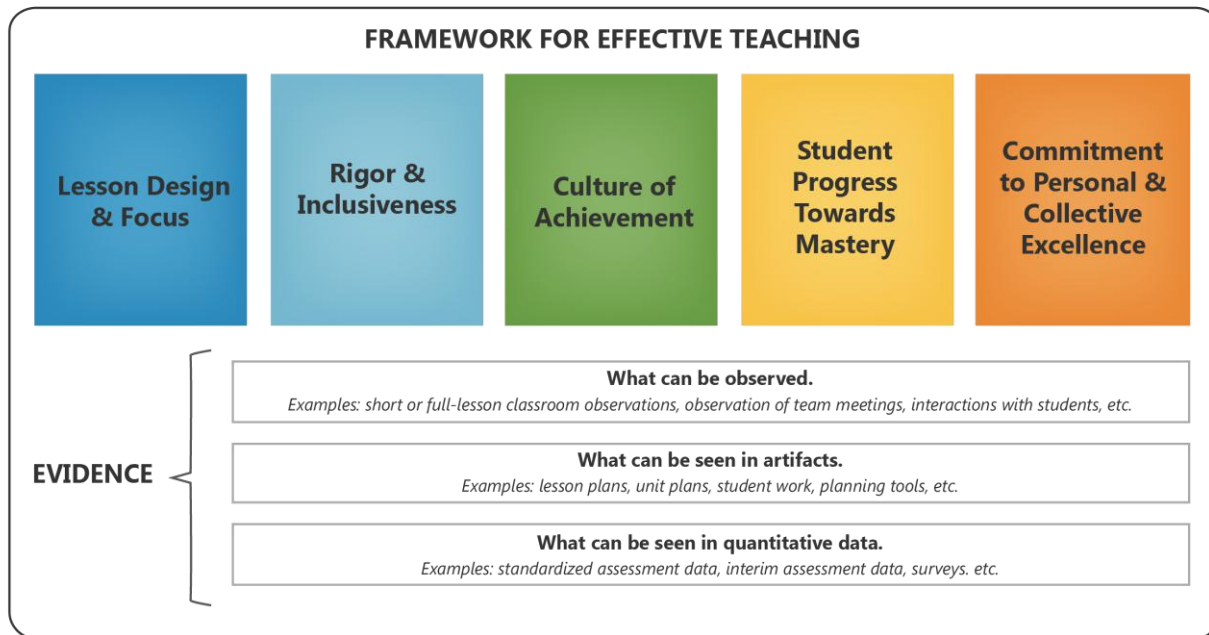 FRAMEWORK FOR EFFECTIVE TEACHING
Lesson Design
& Focus
Rigor &
Inclusiveness
Culture of
Achievement
Student
Progress
Towards
Mastery
Commitment
to Personal &
Collective
Excellence
EVIDENCE
What can be observed.
Examples: short or full-lesson classroom observations, observation of team meetings, interactions with students, etc.
What can be seen in artifacts.
Examples: lesson plans, unit plans, student work, planning tools, etc.
What can be seen in quantitative data.
Examples: standardized assessment data, interim assessment data, surveys. etc.